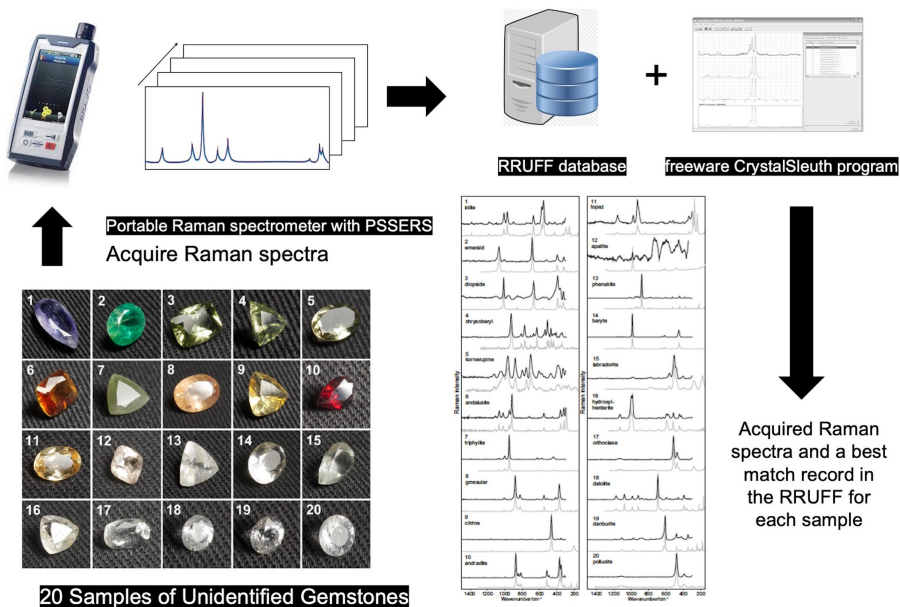 RRUFF database
freeware CrystalSleuth program
Portable Raman spectrometer with PSSERS
Acquire Raman spectra
1
2
3
4
5
6
7
8
9
10
11
12
13
14
15
16
17
18
19
20
20 Samples of Unidentified Gemstones
Raman intensity
1
iolite
2
emerald
3
diopside
4
chrysoberyl
5
kornerupine
6
andalusite
7
triphylite
8
grossular
9
citrine
10
andradite
1400 1200 1000 800 600 400 200
Wavenumber/cm⁻¹
11
topaz
12
apatite
13
phenakite
14
baryte
15
labradorite
16
hydroxyl-
herderite
17
orthoclase
18
datolite
19
danburite
20
pollucite
1400 1200 1000 800 600 400 200
Wavenumber/cm⁻¹
Acquired Raman
spectra and a best
match record in
the RRUFF for
each sample